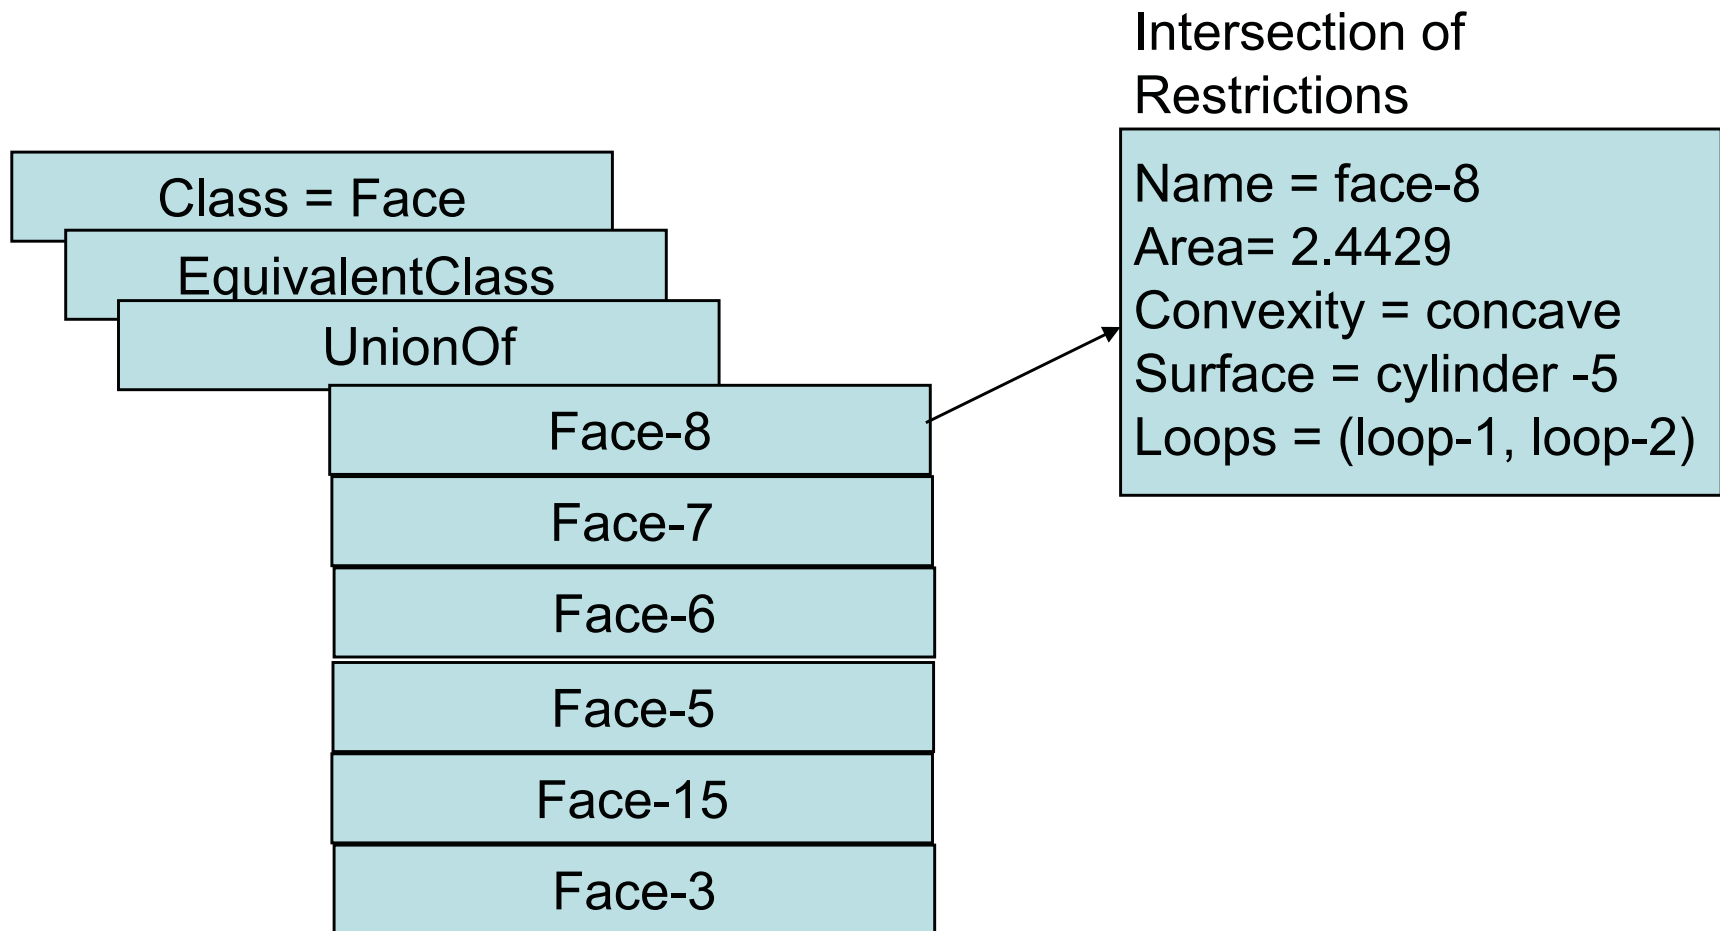 Intersection of
Restrictions
Class = Face
EquivalentClass
UnionOf
Face-8
Face-7
Face-6
Face-5
Face-15
Face-3
Name = face-8
Area= 2.4429
Convexity = concave
Surface = cylinder -5
Loops = (loop-1, loop-2)